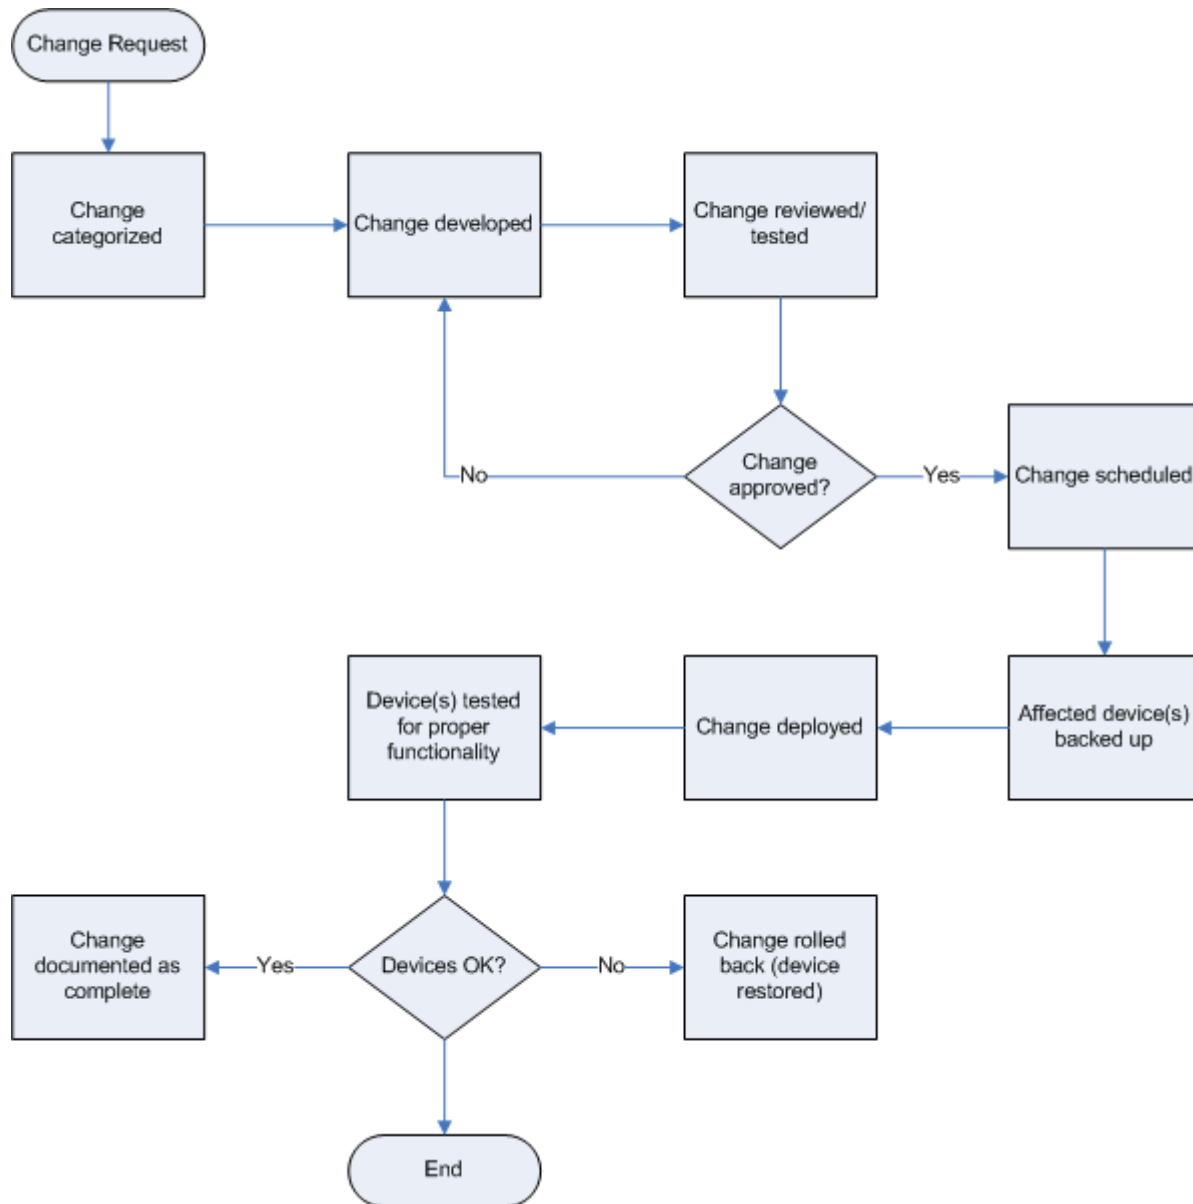 Change Request
Change
categorized
Change developed
Change reviewed/
tested
Change
approved?
No
Yes
Change scheduled
Device(s) tested
for proper
functionality
Change deployed
Affected device(s)
backed up
Change
documented as
complete
Yes
Devices OK?
No
Change rolled
back (device
restored)
End